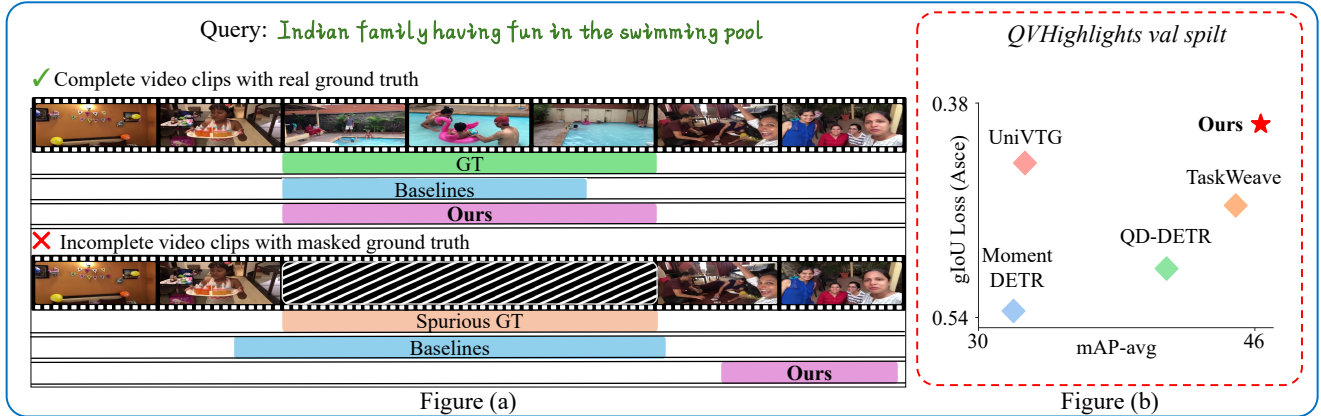 Query: Indian family having fun in the swimming pool
Complete video clips with real ground truth
GT
Baselines
Ours
Incomplete video clips with masked ground truth
Spurious GT
Baselines
Ours
Figure (a)
QVHighlights val spilt
0.38
gIoU Loss (Asce)
Ours
UniVTG
TaskWeave
QD-DETR
Moment
DETR
0.54
30
mAP-avg
46
Figure (b)